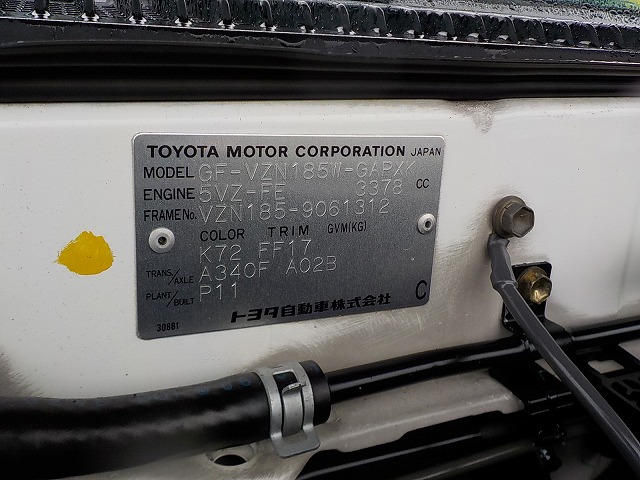 TOYOTA MOTOR CORPORATION JAPAN
MODEL GF-VZN185W-GAPXK
ENGINE 5VZ-FE 3378 CC
FRAME No. VZN185-9061312
COLOR TRIM GVM(KG)
K72 FF17 -
TRANS./AXLE A340F A02B
PLANT/BUILT P11
トヨタ自動車株式会社 C
30881